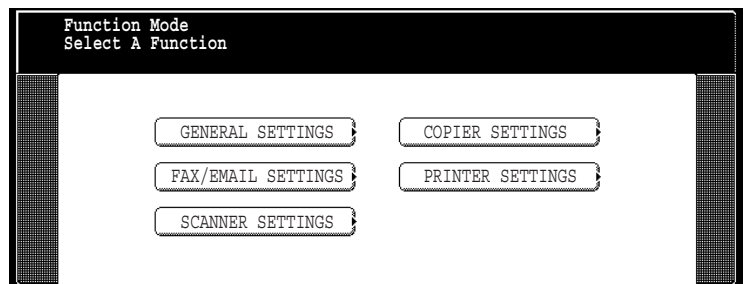 Function Mode
Select A Function
GENERAL SETTINGS
COPIER SETTINGS
FAX/EMAIL SETTINGS
PRINTER SETTINGS
SCANNER SETTINGS